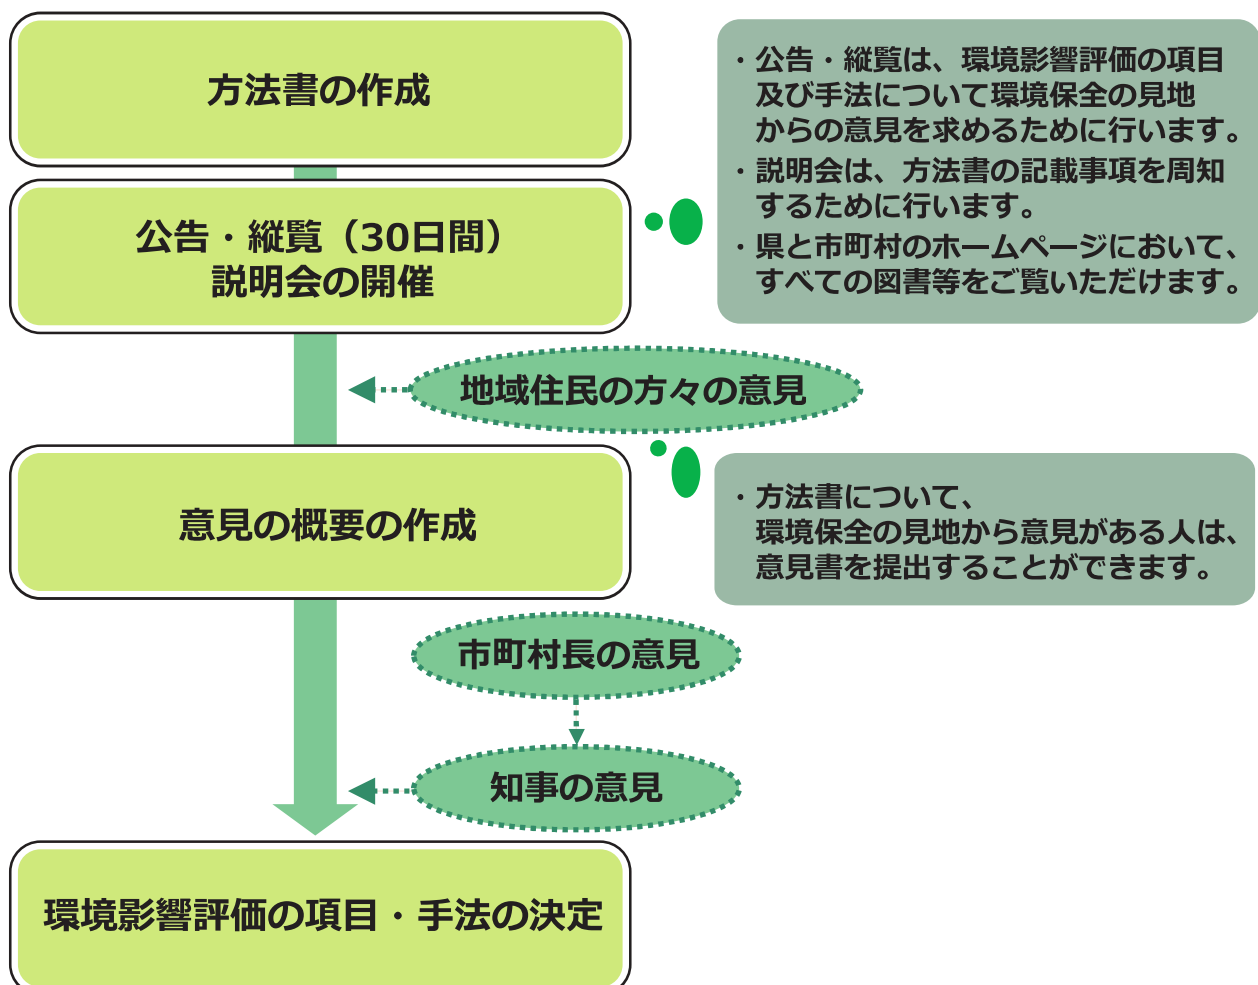 方法書の作成
公告・縦覧（30日間）
説明会の開催
・公告・縦覧は、環境影響評価の項目
及び手法について環境保全の見地
からの意見を求めるために行います。
・説明会は、方法書の記載事項を周知
するために行います。
・県と市町村のホームページにおいて、
すべての図書等をご覧いただけます。
地域住民の方々の意見
意見の概要の作成
・方法書について、
環境保全の見地から意見がある人は、
意見書を提出することができます。
市町村長の意見
知事の意見
環境影響評価の項目・手法の決定